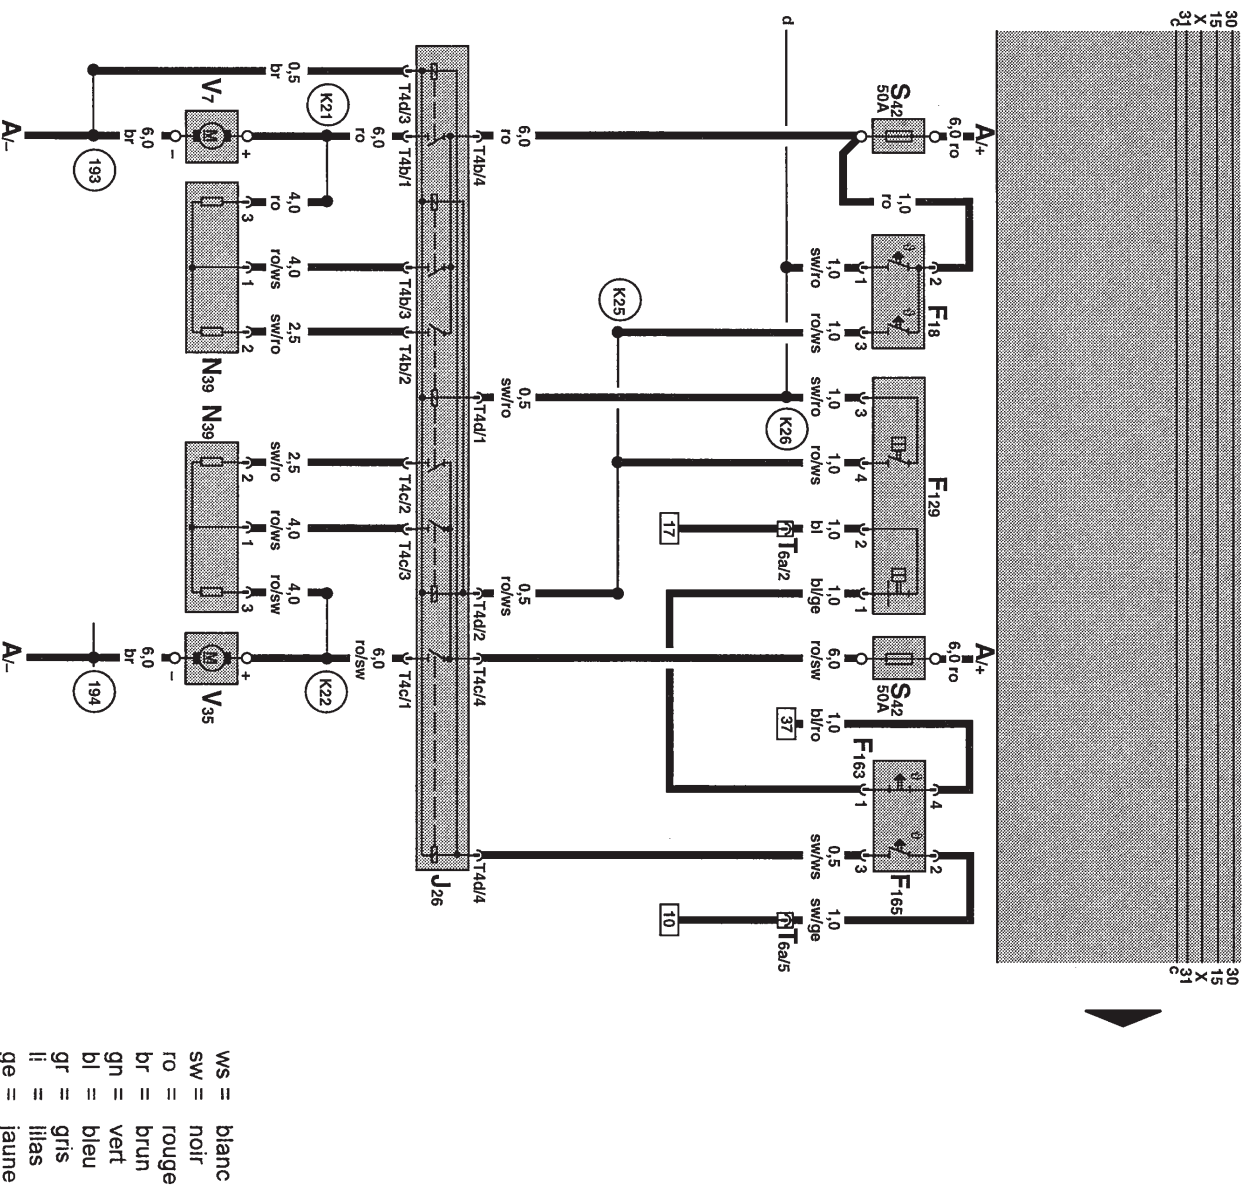 30 30
15 15
X X
31 31
c c
A/+ A/+
6,0 ro 6,0 ro
2 4 2
S42
50A
F18
F129
S42
50A
F163
F165
1 3 3 4 2 1 1 3
1,0 1,0 1,0 1,0 1,0 1,0 1,0 6,0 1,0 0,5 1,0
ro sw/ro ro/ws sw/ro ro/ws bl bl/ge ro/sw bl/ro sw/ws sw/ge
d K26 T6a/2 37 T6a/5
17 10
K25
6,0 0,5 0,5
ro sw/ro ro/ws
T4b/4 T4d/1 T4d/2 T4c/4 T4d/4
J26
T4d/3 T4b/1 T4b/3 T4b/2 T4c/2 T4c/3 T4c/1
0,5 6,0 6,0
br ro ro/sw
K21 K22
4,0 4,0 2,5 2,5 4,0 4,0
ro ro/ws sw/ro sw/ro ro/ws ro/sw
+ 3 1 2 2 1 3 +
V7 M N39 N39 M V35
– –
6,0 6,0
br br
193 194
A/– A/–
ws = blanc
sw = noir
ro = rouge
br = brun
gn = vert
bl = bleu
gr = gris
li = lilas
ge = jaune